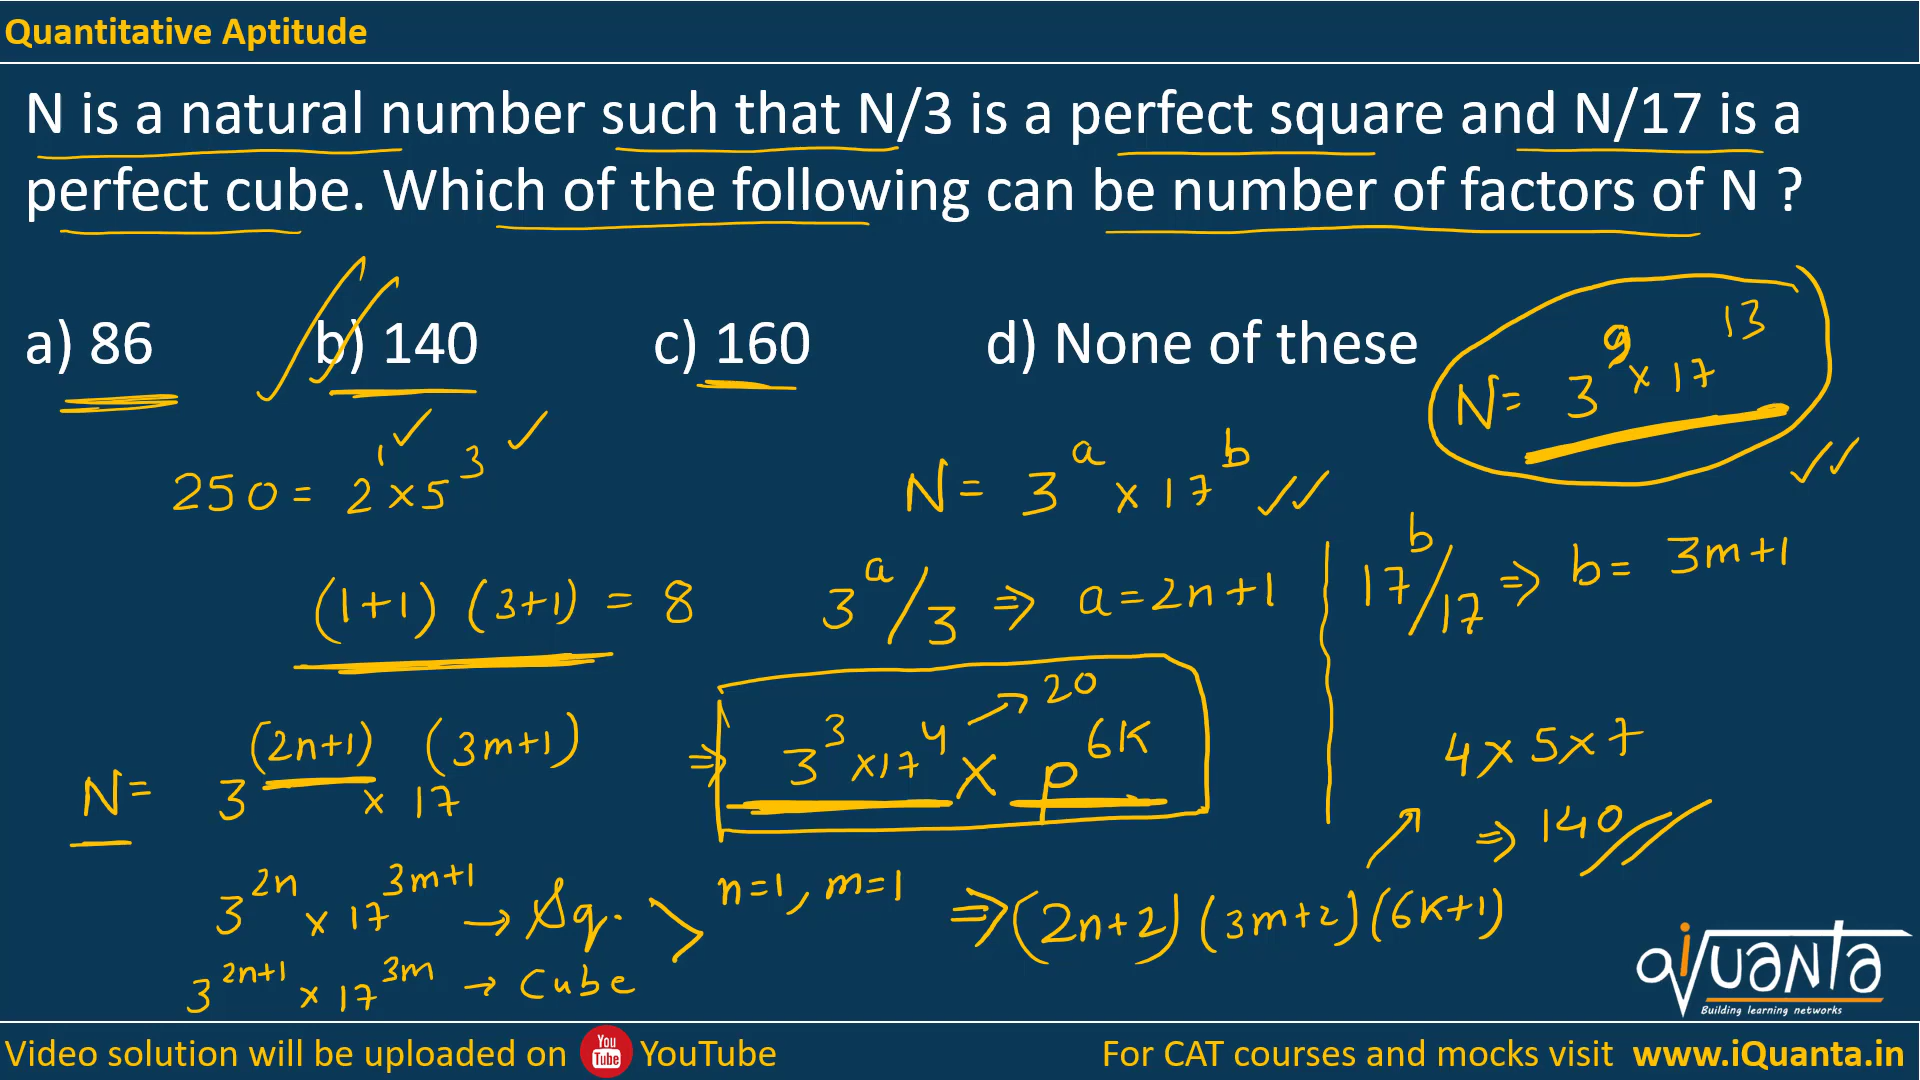 Quantitative Aptitude
N is a natural number such that N/3 is a perfect square and N/17 is a
perfect cube. Which of the following can be number of factors of N ?
a) 86 b) 140 c) 160 d) None of these
N = 3^9 × 17^13
250 = 2^1 × 5^3
N = 3^a × 17^b
(1+1) (3+1) = 8
3^a/3 ⇒ a = 2n+1
17^b/17 ⇒ b = 3m+1
N = 3^(2n+1) × 17^(3m+1)
⇒ 3^3 × 17^4 × p^6K
→ 20
4 × 5 × 7
⇒ 140
3^2n × 17^3m+1 → Sq.
3^2n+1 × 17^3m → Cube
n=1, m=1
⇒ (2n+2) (3m+2) (6K+1)
iQuanta
Building learning networks
Video solution will be uploaded on You Tube YouTube
For CAT courses and mocks visit www.iQuanta.in